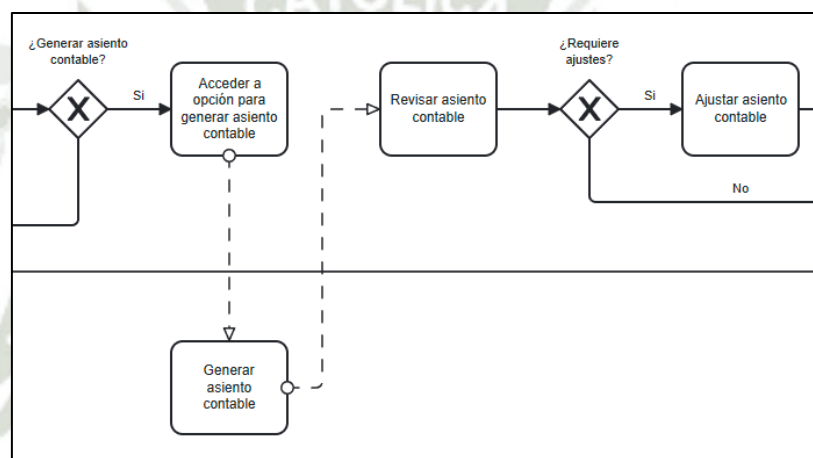 CATOLICA
¿Generar asiento
contable?
Si
Acceder a
opción para
generar asiento
contable
Revisar asiento
contable
¿Requiere
ajustes?
Si
Ajustar asiento
contable
No
Generar
asiento
contable